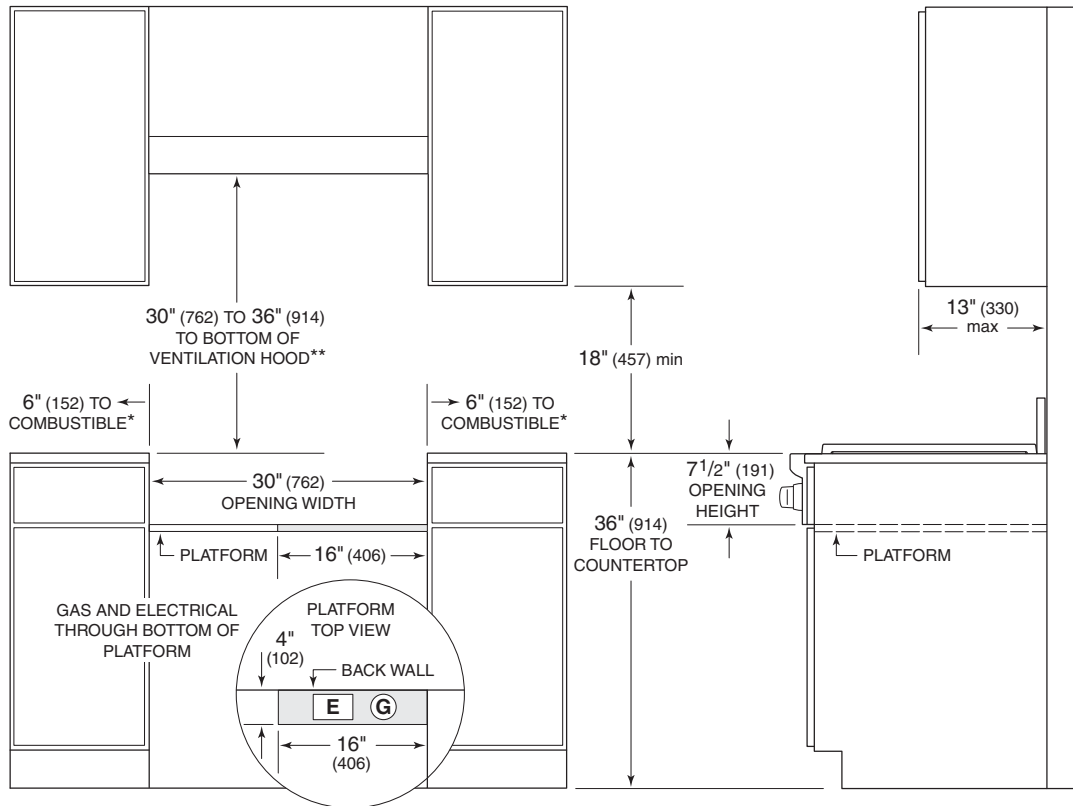 30" (762) TO 36" (914)
TO BOTTOM OF
VENTILATION HOOD**
13" (330)
max
18" (457) min
6" (152) TO
COMBUSTIBLE*
6" (152) TO
COMBUSTIBLE*
30" (762)
OPENING WIDTH
7 1/2" (191)
OPENING
HEIGHT
36" (914)
FLOOR TO
COUNTERTOP
PLATFORM
16" (406)
PLATFORM
GAS AND ELECTRICAL
THROUGH BOTTOM OF
PLATFORM
PLATFORM
TOP VIEW
4"
(102)
BACK WALL
E
G
16"
(406)